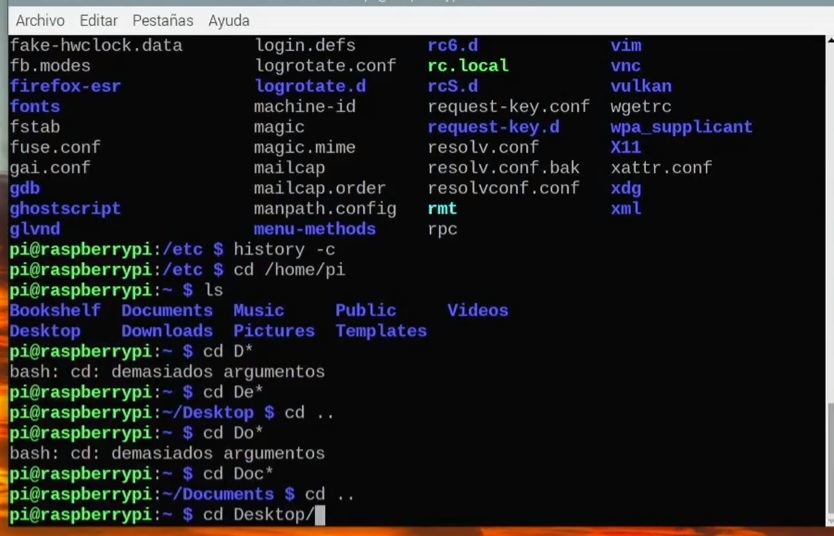 Archivo Editar Pestañas Ayuda
fake-hwclock.data login.defs rc6.d vim
fb.modes logrotate.conf rc.local vnc
firefox-esr logrotate.d rcS.d vulkan
fonts machine-id request-key.conf wgetrc
fstab magic request-key.d wpa_supplicant
fuse.conf magic.mime resolv.conf X11
gai.conf mailcap resolv.conf.bak xattr.conf
gdb mailcap.order resolvconf.conf xdg
ghostscript manpath.config rmt xml
glvnd menu-methods rpc
pi@raspberrypi:/etc $ history -c
pi@raspberrypi:/etc $ cd /home/pi
pi@raspberrypi:~ $ ls
Bookshelf Documents Music Public Videos
Desktop Downloads Pictures Templates
pi@raspberrypi:~ $ cd D*
bash: cd: demasiados argumentos
pi@raspberrypi:~ $ cd De*
pi@raspberrypi:~/Desktop $ cd ..
pi@raspberrypi:~ $ cd Do*
bash: cd: demasiados argumentos
pi@raspberrypi:~ $ cd Doc*
pi@raspberrypi:~/Documents $ cd ..
pi@raspberrypi:~ $ cd Desktop/